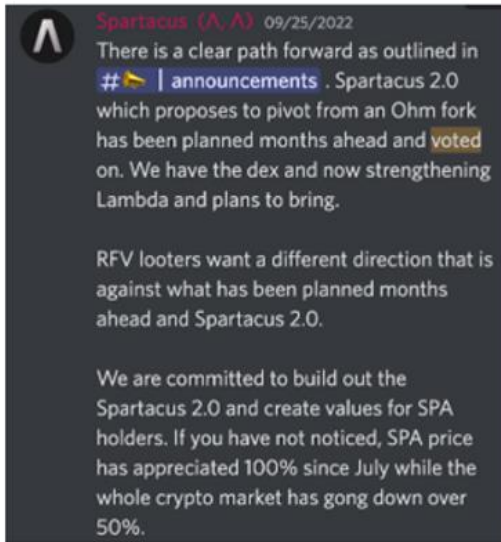 Spartacus (Λ, Λ) 09/25/2022
There is a clear path forward as outlined in
# | announcements . Spartacus 2.0
which proposes to pivot from an Ohm fork
has been planned months ahead and voted
on. We have the dex and now strengthening
Lambda and plans to bring.
RFV looters want a different direction that is
against what has been planned months
ahead and Spartacus 2.0.
We are committed to build out the
Spartacus 2.0 and create values for SPA
holders. If you have not noticed, SPA price
has appreciated 100% since July while the
whole crypto market has gong down over
50%.